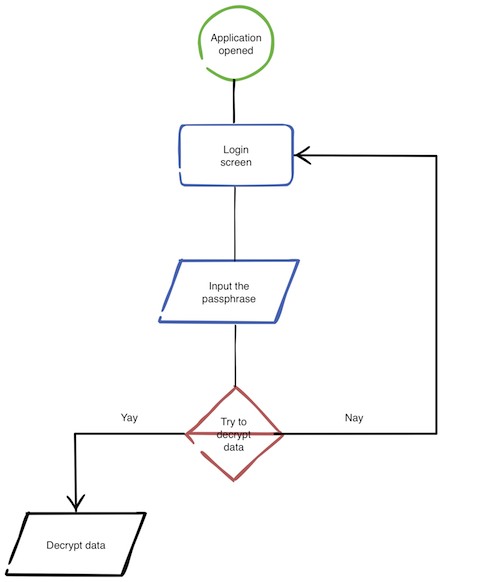 Application
opened
Login
screen
Input the
passphrase
Try to
decrypt
data
Yay
Nay
Decrypt data